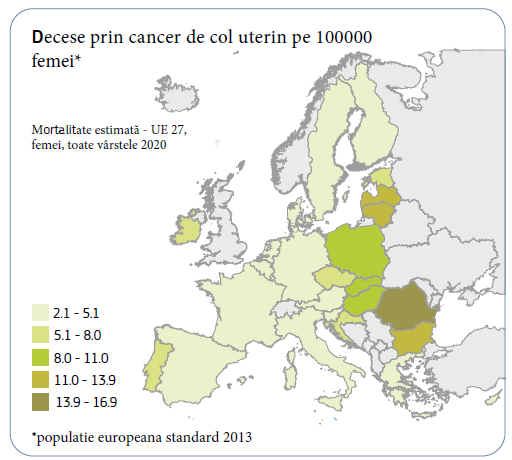 Decese prin cancer de col uterin pe 100000
femei*
Mortalitate estimată - UE 27,
femei, toate vârstele 2020
2.1 - 5.1
5.1 - 8.0
8.0 - 11.0
11.0 - 13.9
13.9 - 16.9
*populatie europeana standard 2013